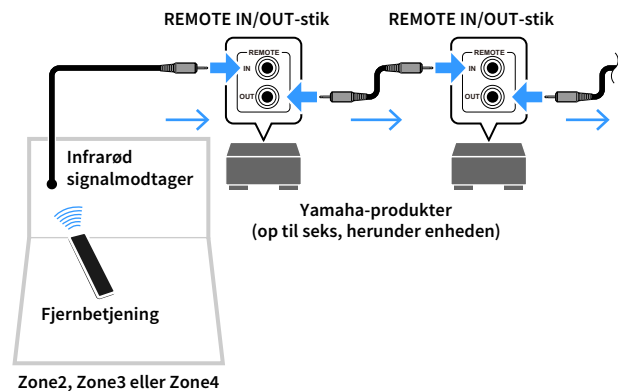 REMOTE IN/OUT-stik
REMOTE IN/OUT-stik
REMOTE
IN
OUT
REMOTE
IN
OUT
Infrarød
signalmodtager
Yamaha-produkter
(op til seks, herunder enheden)
Fjernbetjening
Zone2, Zone3 eller Zone4